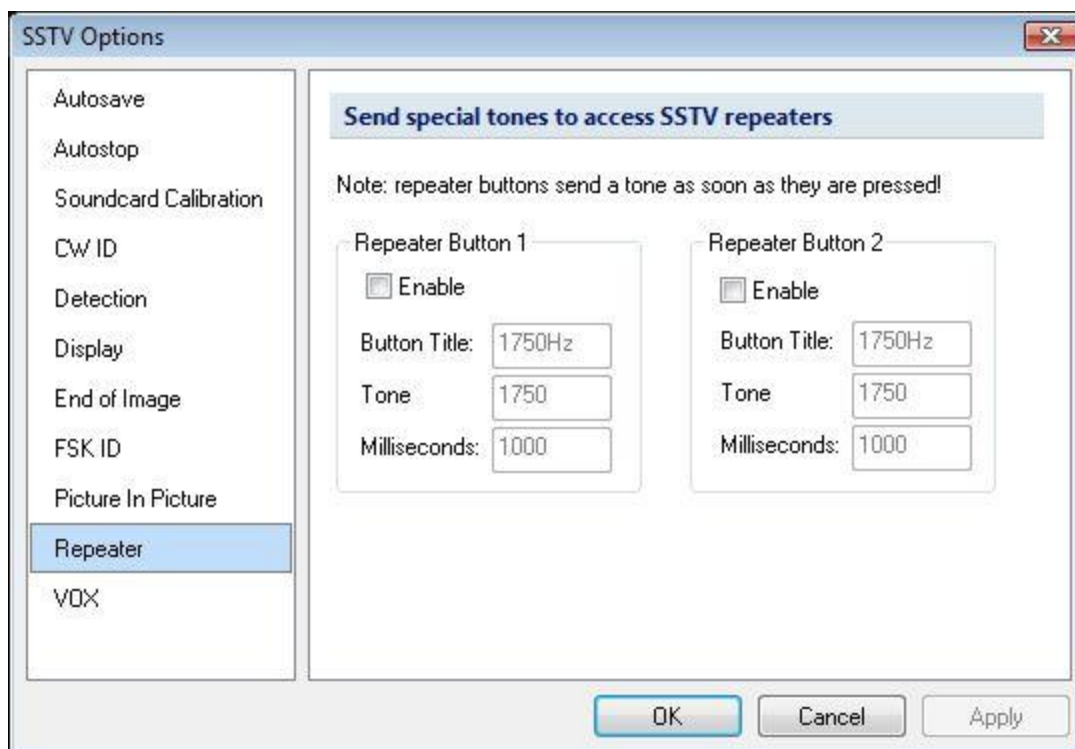 SSTV Options
Autosave
Autostop
Soundcard Calibration
CW ID
Detection
Display
End of Image
FSK ID
Picture In Picture
Repeater
VOX
Send special tones to access SSTV repeaters
Note: repeater buttons send a tone as soon as they are pressed!
Repeater Button 1
Enable
Button Title: 1750Hz
Tone 1750
Milliseconds: 1000
Repeater Button 2
Enable
Button Title: 1750Hz
Tone 1750
Milliseconds: 1000
OK Cancel Apply